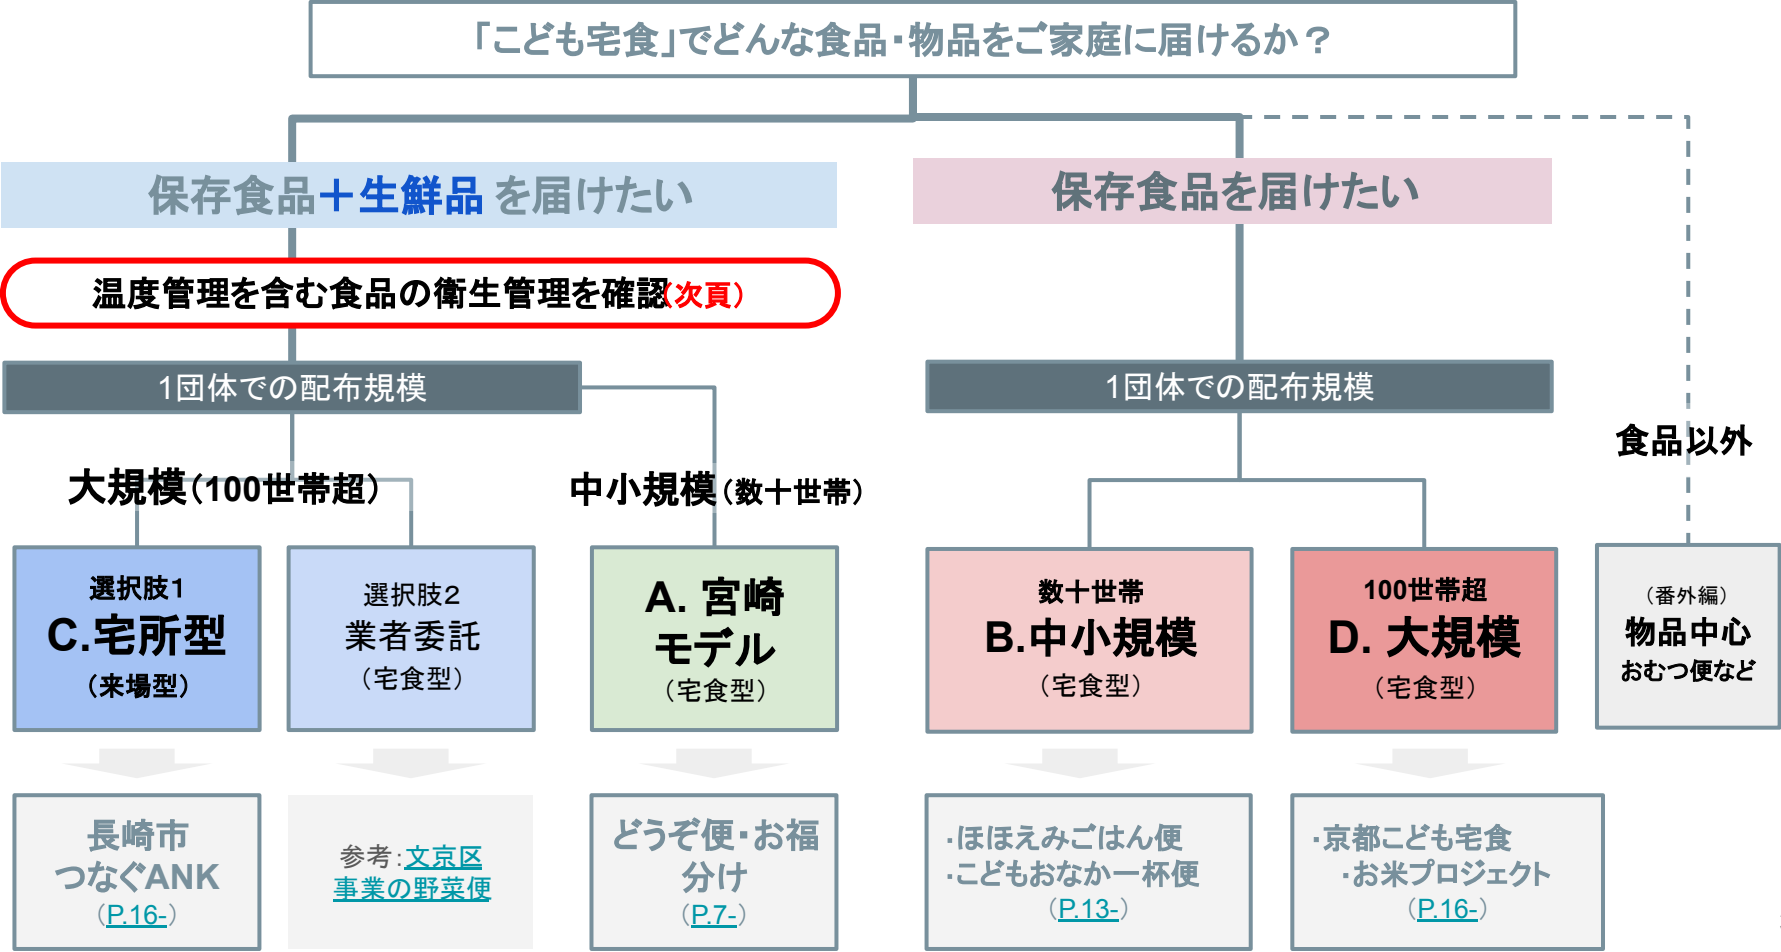 「こども宅食」でどんな食品・物品をご家庭に届けるか？
保存食品＋生鮮品 を届けたい
保存食品を届けたい
温度管理を含む食品の衛生管理を確認（次頁）
1団体での配布規模
1団体での配布規模
食品以外
大規模（100世帯超）
中小規模（数十世帯）
選択肢１
C.宅所型
（来場型）
選択肢２
業者委託
（宅食型）
A. 宮崎
モデル
（宅食型）
数十世帯
B.中小規模
（宅食型）
100世帯超
D. 大規模
（宅食型）
（番外編）
物品中心
おむつ便など
長崎市
つなぐANK
（P.16-）
参考：文京区
事業の野菜便
どうぞ便・お福
分け
（P.7-）
・ほほえみごはん便
・こどもおなか一杯便
（P.13-）
・京都こども宅食
・お米プロジェクト
（P.16-）